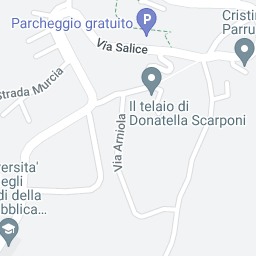 Parcheggio gratuito
P
Cristin
Parru
Via Salice
Strada Murcia
Il telaio di
Donatella Scarponi
Via Arniola
ersita'
egli
di della
bblica...